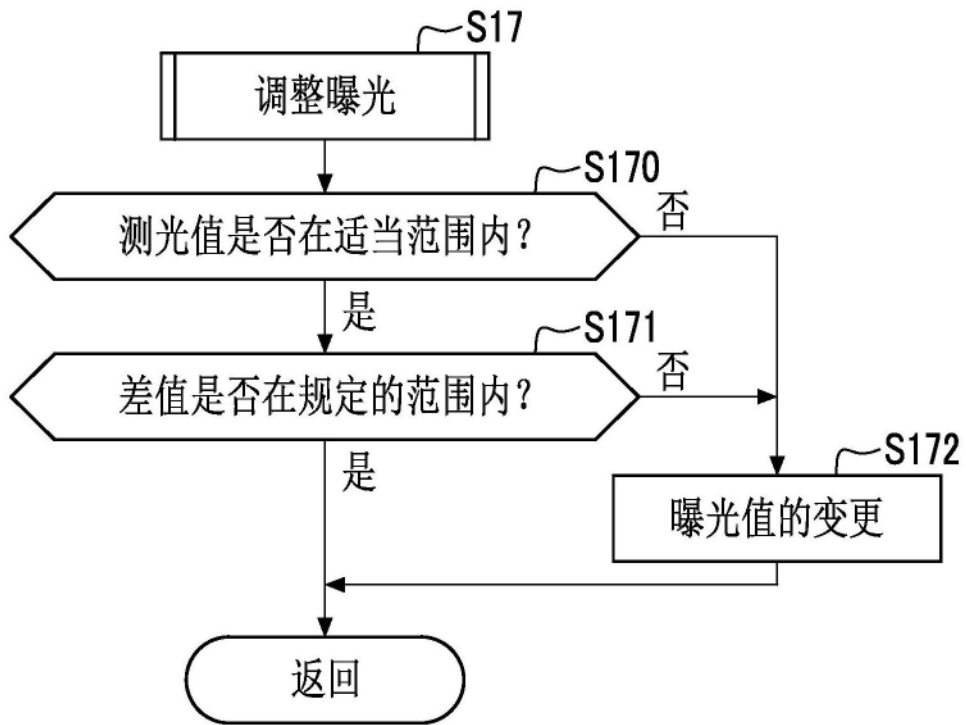 S17
调整曝光
S170
测光值是否在适当范围内?
否
是
S171
差值是否在规定的范围内?
否
是
S172
曝光值的变更
返回